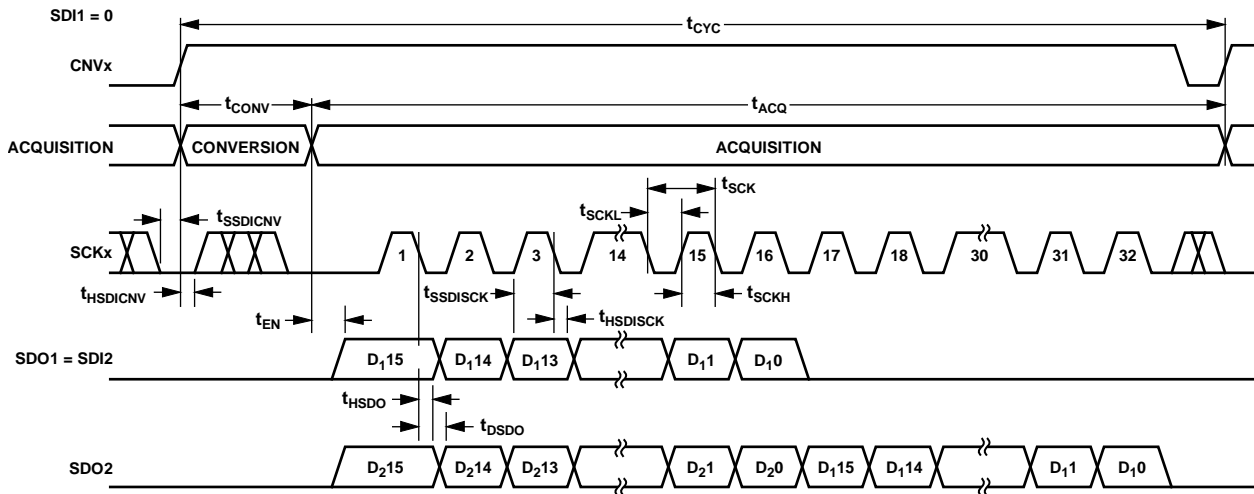 SDI1 = 0
tCYC
CNVx
tCONV
tACQ
ACQUISITION
CONVERSION
ACQUISITION
tSCK
tSSDICNV
tSCKL
SCKx
1 2 3 14 15 16 17 18 30 31 32
tHSDICNV
tSSDISCK
tSCKH
tEN
tHSDISCK
SDO1 = SDI2
D115 D114 D113 D11 D10
tHSDO
tDSDO
SDO2
D215 D214 D213 D21 D20 D115 D114 D11 D10